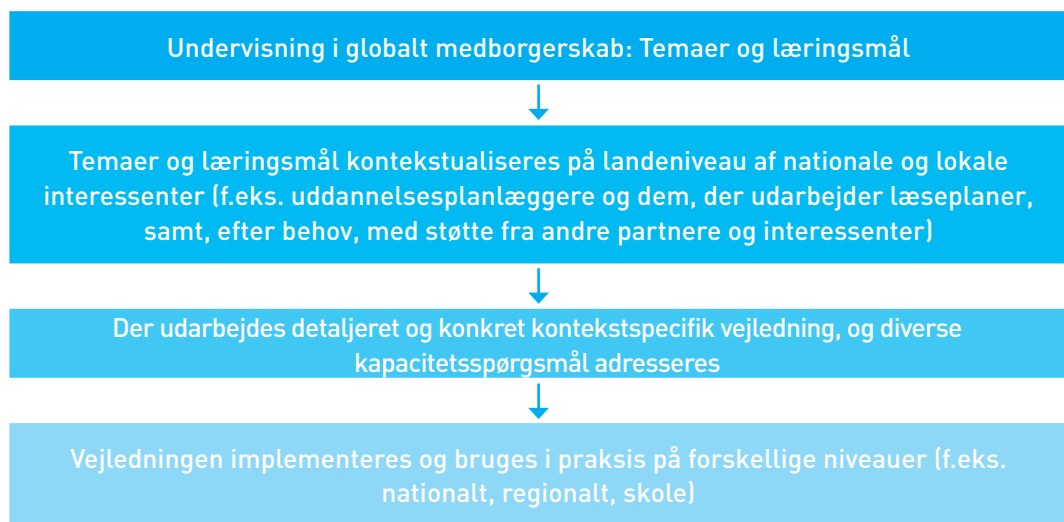 Undervisning i globalt medborgerskab: Temaer og læringsmål
Temaer og læringsmål kontekstualiseres på landeniveau af nationale og lokale
interessenter (f.eks. uddannelsesplanlæggere og dem, der udarbejder læseplaner,
samt, efter behov, med støtte fra andre partnere og interessenter)
Der udarbejdes detaljeret og konkret kontekstspecifik vejledning, og diverse
kapacitetsspørgsmål adresseres
Vejledningen implementeres og bruges i praksis på forskellige niveauer (f.eks.
nationalt, regionalt, skole)